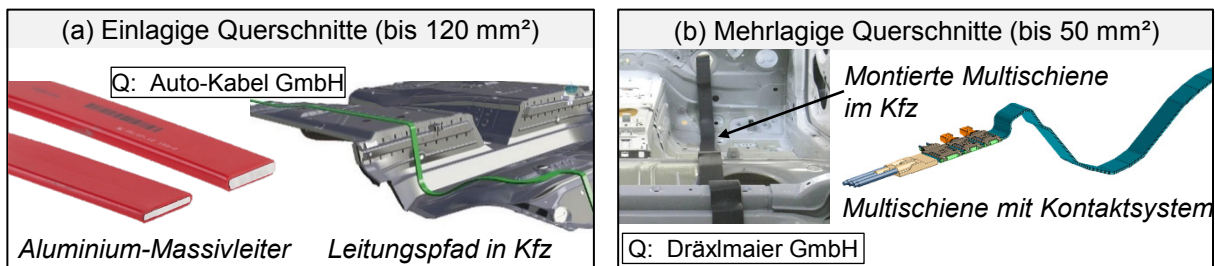 (a) Einlagige Querschnitte (bis 120 mm²)
Q: Auto-Kabel GmbH
Aluminium-Massivleiter
Leitungspfad in Kfz
(b) Mehrlagige Querschnitte (bis 50 mm²)
Montierte Multischiene
im Kfz
Multischiene mit Kontaktsystem
Q: Dräxlmaier GmbH